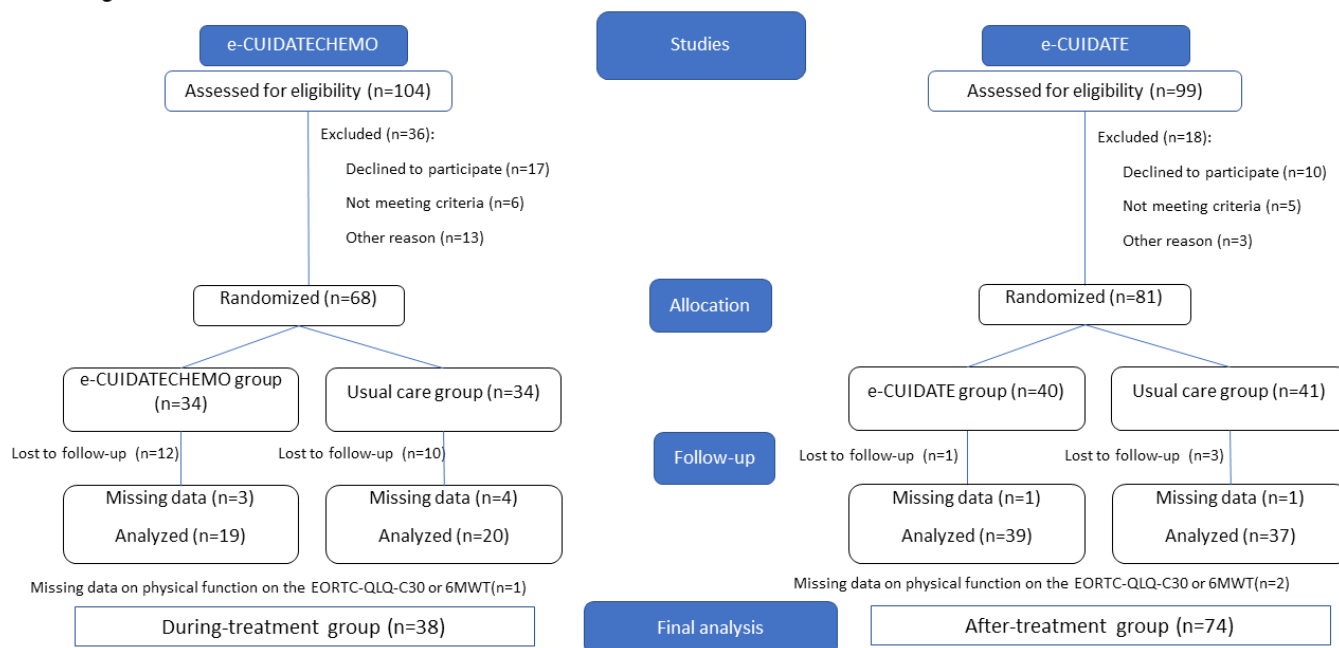 e-CUIDATECHEMO
Studies
e-CUIDATE
Assessed for eligibility (n=104)
Assessed for eligibility (n=99)
Excluded (n=36):
Declined to participate (n=17)
Not meeting criteria (n=6)
Other reason (n=13)
Excluded (n=18):
Declined to participate (n=10)
Not meeting criteria (n=5)
Other reason (n=3)
Randomized (n=68)
Allocation
Randomized (n=81)
e-CUIDATECHEMO group
(n=34)
Usual care group (n=34)
e-CUIDATE group (n=40)
Usual care group (n=41)
Lost to follow-up (n=12)
Lost to follow-up (n=10)
Follow-up
Lost to follow-up (n=1)
Lost to follow-up (n=3)
Missing data (n=3)
Analyzed (n=19)
Missing data (n=4)
Analyzed (n=20)
Missing data (n=1)
Analyzed (n=39)
Missing data (n=1)
Analyzed (n=37)
Missing data on physical function on the EORTC-QLQ-C30 or 6MWT(n=1)
Missing data on physical function on the EORTC-QLQ-C30 or 6MWT(n=2)
During-treatment group (n=38)
Final analysis
After-treatment group (n=74)